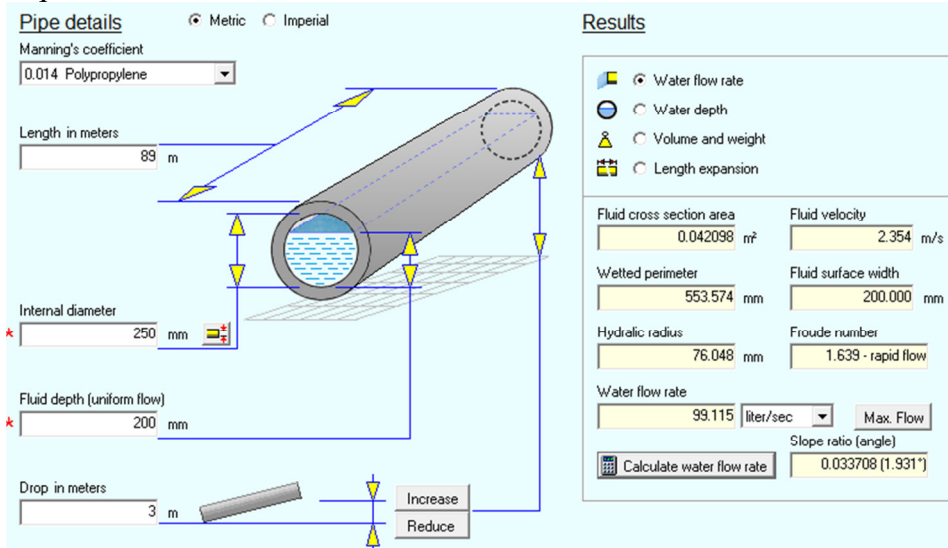 Pipe details
Metric
Imperial
Manning's coefficient
0.014 Polypropylene
Length in meters
89 m
Internal diameter
* 250 mm
Fluid depth (uniform flow)
* 200 mm
Drop in meters
3 m
Increase
Reduce
Results
Water flow rate
Water depth
Volume and weight
Length expansion
Fluid cross section area
0.042098 m²
Fluid velocity
2.354 m/s
Wetted perimeter
553.574 mm
Fluid surface width
200.000 mm
Hydralic radius
76.048 mm
Froude number
1.639 - rapid flow
Water flow rate
99.115 liter/sec
Max. Flow
Slope ratio (angle)
Calculate water flow rate
0.033708 (1.931°)